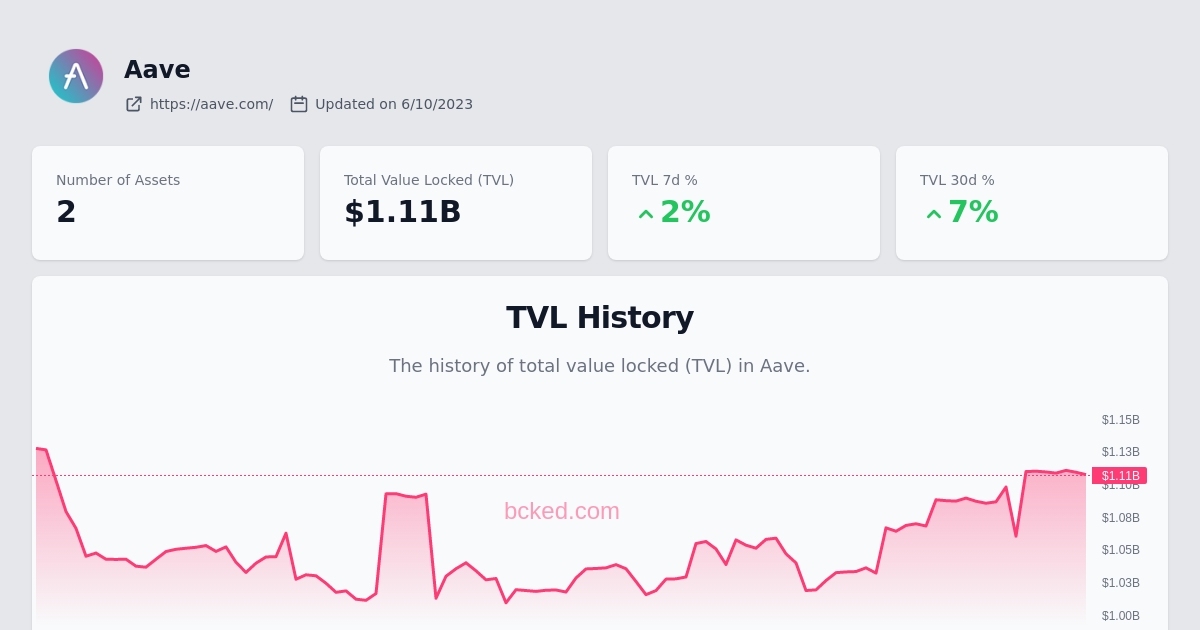 Aave
https://aave.com/ Updated on 6/10/2023
Number of Assets
2
Total Value Locked (TVL)
$1.11B
TVL 7d %
2%
TVL 30d %
7%
TVL History
The history of total value locked (TVL) in Aave.
$1.15B
$1.13B
$1.11B
$1.10B
bcked.com
$1.08B
$1.05B
$1.03B
$1.00B